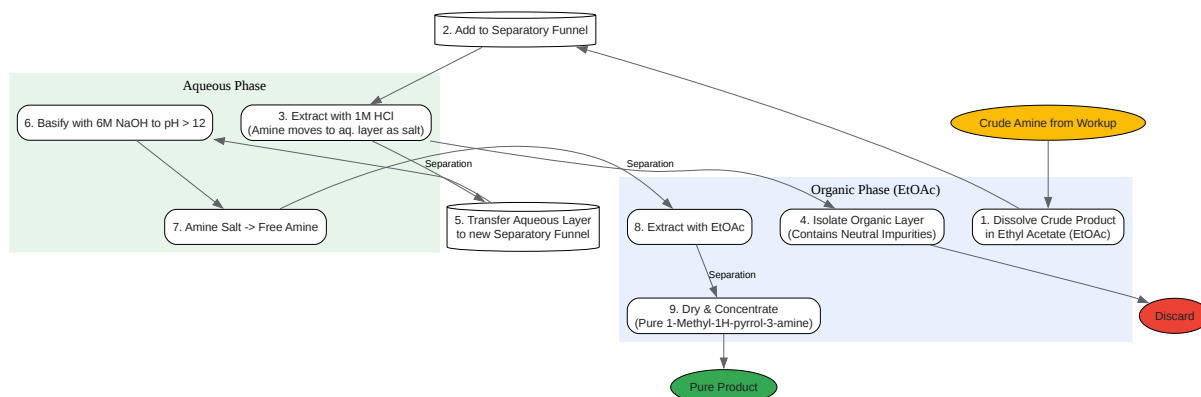 2. Add to Separatory Funnel
Aqueous Phase
6. Basify with 6M NaOH to pH > 12
3. Extract with 1M HCl
(Amine moves to aq. layer as salt)
Crude Amine from Workup
Separation
Separation
Organic Phase (EtOAc)
7. Amine Salt -> Free Amine
5. Transfer Aqueous Layer
to new Separatory Funnel
8. Extract with EtOAc
4. Isolate Organic Layer
(Contains Neutral Impurities)
1. Dissolve Crude Product
in Ethyl Acetate (EtOAc)
Separation
9. Dry & Concentrate
(Pure 1-Methyl-1H-pyrrol-3-amine)
Discard
Pure Product